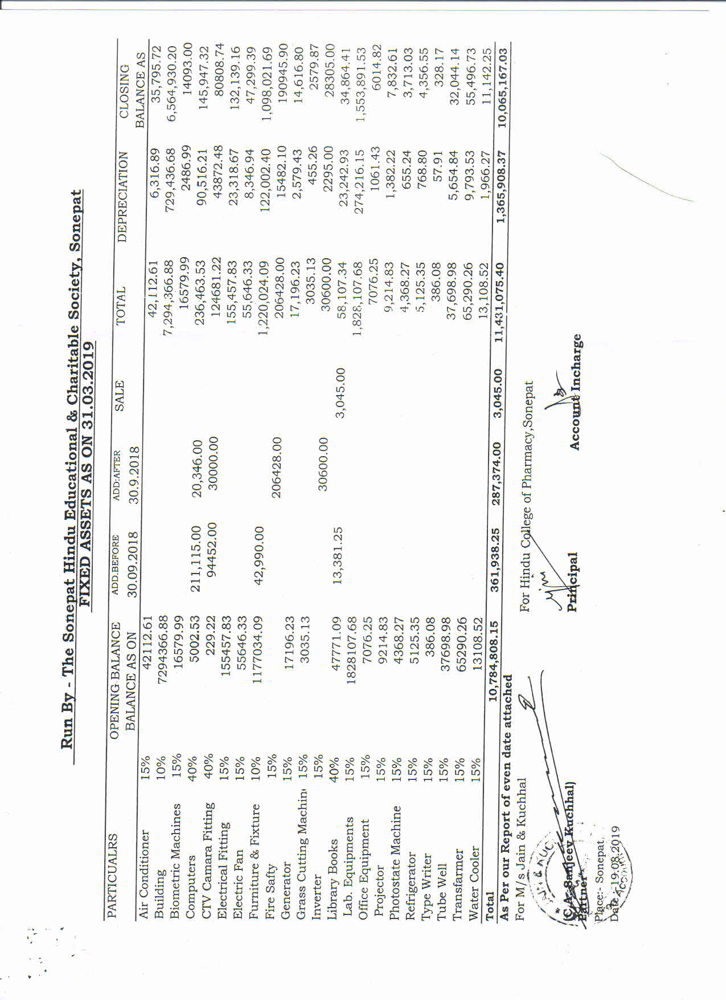 Run By - The Sonepat Hindu Educational & Charitable Society, Sonepat
FIXED ASSETS AS ON 31.03.2019
PARTICUALRS OPENING BALANCE ADD.BEFORE ADD:AFTER SALE TOTAL DEPRECIATION CLOSING
BALANCE AS ON 30.09.2018 30.9.2018 BALANCE AS
Air Conditioner 15% 42112.61 42,112.61 6,316.89 35,795.72
Building 10% 7294366.88 7,294,366.88 729,436.68 6,564,930.20
Biometric Machines 15% 16579.99 16579.99 2486.99 14093.00
Computers 40% 5002.53 211,115.00 20,346.00 236,463.53 90,516.21 145,947.32
CTV Camara Fitting 40% 229.22 94452.00 30000.00 124681.22 43872.48 80808.74
Electrical Fitting 15% 155457.83 155,457.83 23,318.67 132,139.16
Electric Fan 15% 55646.33 55,646.33 8,346.94 47,299.39
Furniture & Fixture 10% 1177034.09 42,990.00 1,220,024.09 122,002.40 1,098,021.69
Fire Safty 15% 206428.00 206428.00 15482.10 190945.90
Generator 15% 17196.23 17,196.23 2,579.43 14,616.80
Grass Cutting Machin 15% 3035.13 3035.13 455.26 2579.87
Inverter 15% 30600.00 30600.00 2295.00 28305.00
Library Books 40% 47771.09 13,381.25 3,045.00 58,107.34 23,242.93 34,864.41
Lab. Equipments 15% 1828107.68 1,828,107.68 274,216.15 1,553,891.53
Office Equipment 15% 7076.25 7076.25 1061.43 6014.82
Projector 15% 9214.83 9,214.83 1,382.22 7,832.61
Photostate Machine 15% 4368.27 4,368.27 655.24 3,713.03
Refrigerator 15% 5125.35 5,125.35 768.80 4,356.55
Type Writer 15% 386.08 386.08 57.91 328.17
Tube Well 15% 37698.98 37,698.98 5,654.84 32,044.14
Transfarmer 15% 65290.26 65,290.26 9,793.53 55,496.73
Water Cooler 15% 13108.52 13,108.52 1,966.27 11,142.25
Total 10,784,808.15 361,938.25 287,374.00 3,045.00 11,431,075.40 1,365,908.37 10,065,167.03
As Per our Report of even date attached
For M/s Jain & Kuchhal For Hindu College of Pharmacy,Sonepat
(C.A.Sanjeev Kuchhal) Principal Account Incharge
Partner
Place:- Sonepat.
Date:-19.08.2019